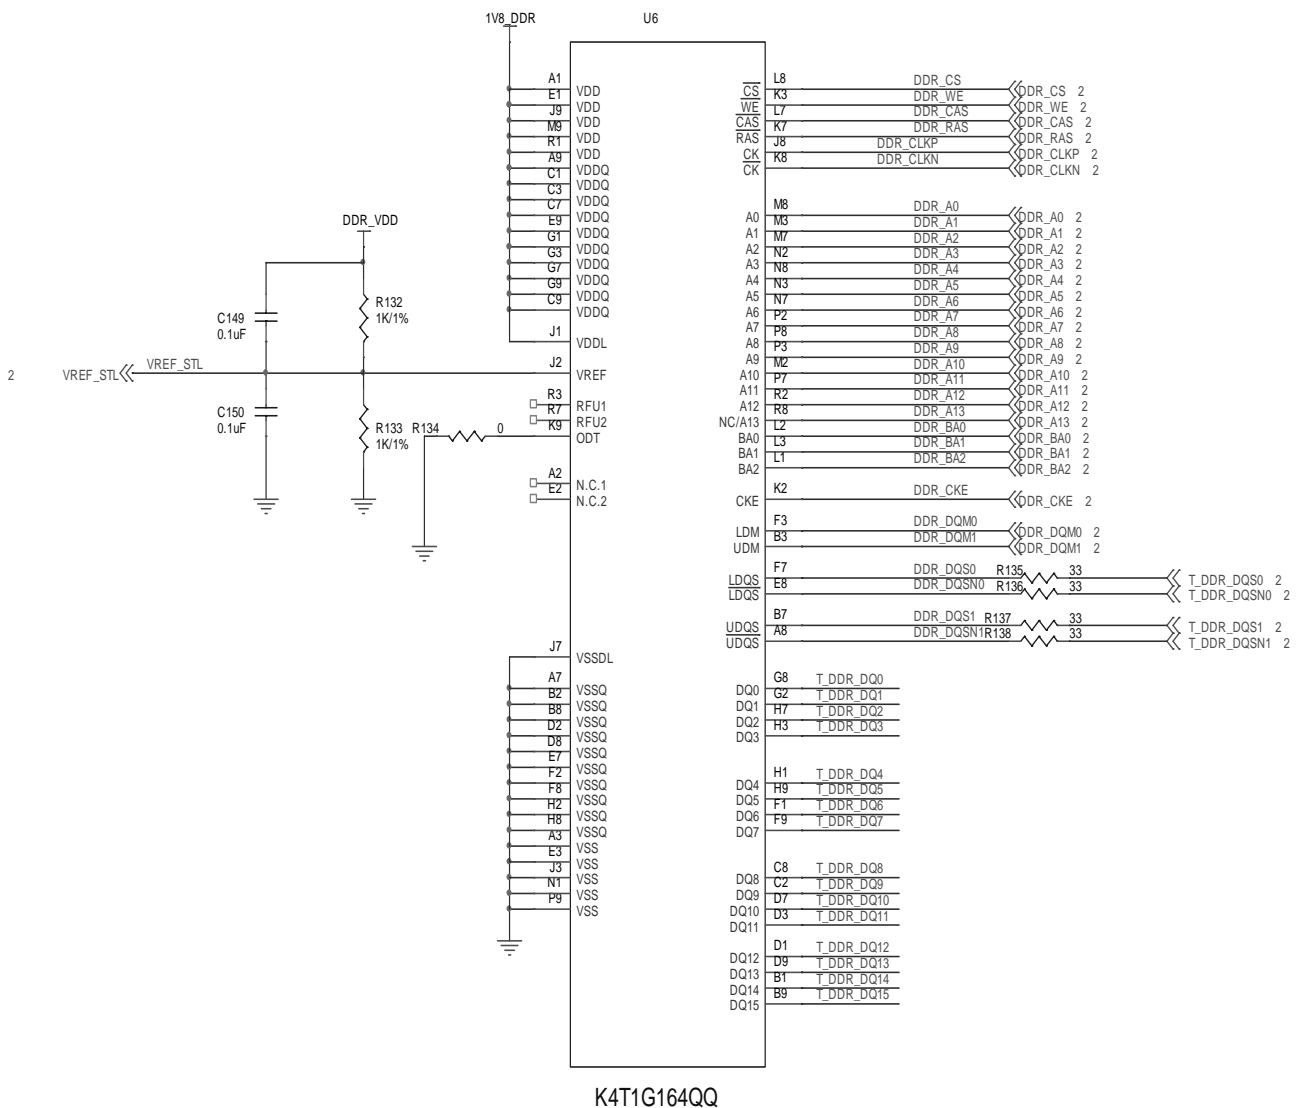 1V8_DDR
U6
A1 VDD
E1 VDD
J9 VDD
M9 VDD
R1 VDD
A9 VDDQ
C1 VDDQ
C3 VDDQ
C7 VDDQ
E9 VDDQ
G1 VDDQ
G3 VDDQ
G7 VDDQ
G9 VDDQ
C9 VDDQ
J1 VDDL
J2 VREF
R3 RFU1
R7 RFU2
K9 ODT
A2 N.C.1
E2 N.C.2
J7 VSSDL
A7 VSSQ
B2 VSSQ
B8 VSSQ
D2 VSSQ
D8 VSSQ
E7 VSSQ
F2 VSSQ
F8 VSSQ
H2 VSSQ
H8 VSSQ
A3 VSS
E3 VSS
J3 VSS
N1 VSS
P9 VSS
DDR_VDD
R132
1K/1%
C149
0.1uF
2 VREF_STL VREF_STL
C150
0.1uF
R133
1K/1%
R134 0
CS L8 DDR_CS DDR_CS 2
WE K3 DDR_WE DDR_WE 2
CAS L7 DDR_CAS DDR_CAS 2
RAS K7 DDR_RAS DDR_RAS 2
CK J8 DDR_CLKP DDR_CLKP 2
CK K8 DDR_CLKN DDR_CLKN 2
A0 M8 DDR_A0 DDR_A0 2
A1 M3 DDR_A1 DDR_A1 2
A2 M7 DDR_A2 DDR_A2 2
A3 N2 DDR_A3 DDR_A3 2
A4 N8 DDR_A4 DDR_A4 2
A5 N3 DDR_A5 DDR_A5 2
A6 N7 DDR_A6 DDR_A6 2
A7 P2 DDR_A7 DDR_A7 2
A8 P8 DDR_A8 DDR_A8 2
A9 P3 DDR_A9 DDR_A9 2
A10 M2 DDR_A10 DDR_A10 2
A11 P7 DDR_A11 DDR_A11 2
A12 R2 DDR_A12 DDR_A12 2
NC/A13 R8 DDR_A13 DDR_A13 2
BA0 L2 DDR_BA0 DDR_BA0 2
BA1 L3 DDR_BA1 DDR_BA1 2
BA2 L1 DDR_BA2 DDR_BA2 2
CKE K2 DDR_CKE DDR_CKE 2
LDM F3 DDR_DQM0 DDR_DQM0 2
UDM B3 DDR_DQM1 DDR_DQM1 2
LDQS F7 DDR_DQS0 R135 33 T_DDR_DQS0 2
LDQS E8 DDR_DQSN0 R136 33 T_DDR_DQSN0 2
UDQS B7 DDR_DQS1 R137 33 T_DDR_DQS1 2
UDQS A8 DDR_DQSN1 R138 33 T_DDR_DQSN1 2
DQ0 G8 T_DDR_DQ0
DQ1 G2 T_DDR_DQ1
DQ2 H7 T_DDR_DQ2
DQ3 H3 T_DDR_DQ3
DQ4 H1 T_DDR_DQ4
DQ5 H9 T_DDR_DQ5
DQ6 F1 T_DDR_DQ6
DQ7 F9 T_DDR_DQ7
DQ8 C8 T_DDR_DQ8
DQ9 C2 T_DDR_DQ9
DQ10 D7 T_DDR_DQ10
DQ11 D3 T_DDR_DQ11
DQ12 D1 T_DDR_DQ12
DQ13 D9 T_DDR_DQ13
DQ14 B1 T_DDR_DQ14
DQ15 B9 T_DDR_DQ15
K4T1G164QQ